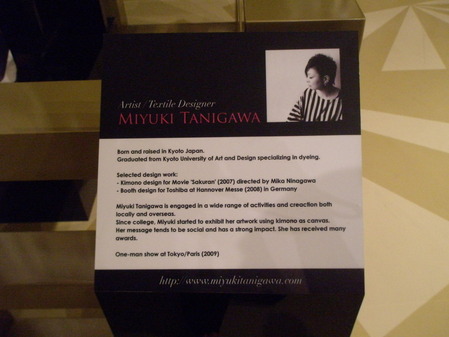 Artist / Textile Designer
MIYUKI TANIGAWA
Born and raised in Kyoto Japan.
Graduated from Kyoto University of Art and Design specializing in dyeing.
Selected design work:
- Kimono design for Movie 'Sakuran' (2007) directed by Mika Ninagawa
- Booth design for Toshiba at Hannover Messe (2008) in Germany
Miyuki Tanigawa is engaged in a wide range of activities and creaction both
locally and overseas.
Since college, Miyuki started to exhibit her artwork using kimono as canvas.
Her message tends to be social and has a strong impact. She has received many
awards.
One-man show at Tokyo/Paris (2009)
http://www.miyukitanigawa.com/